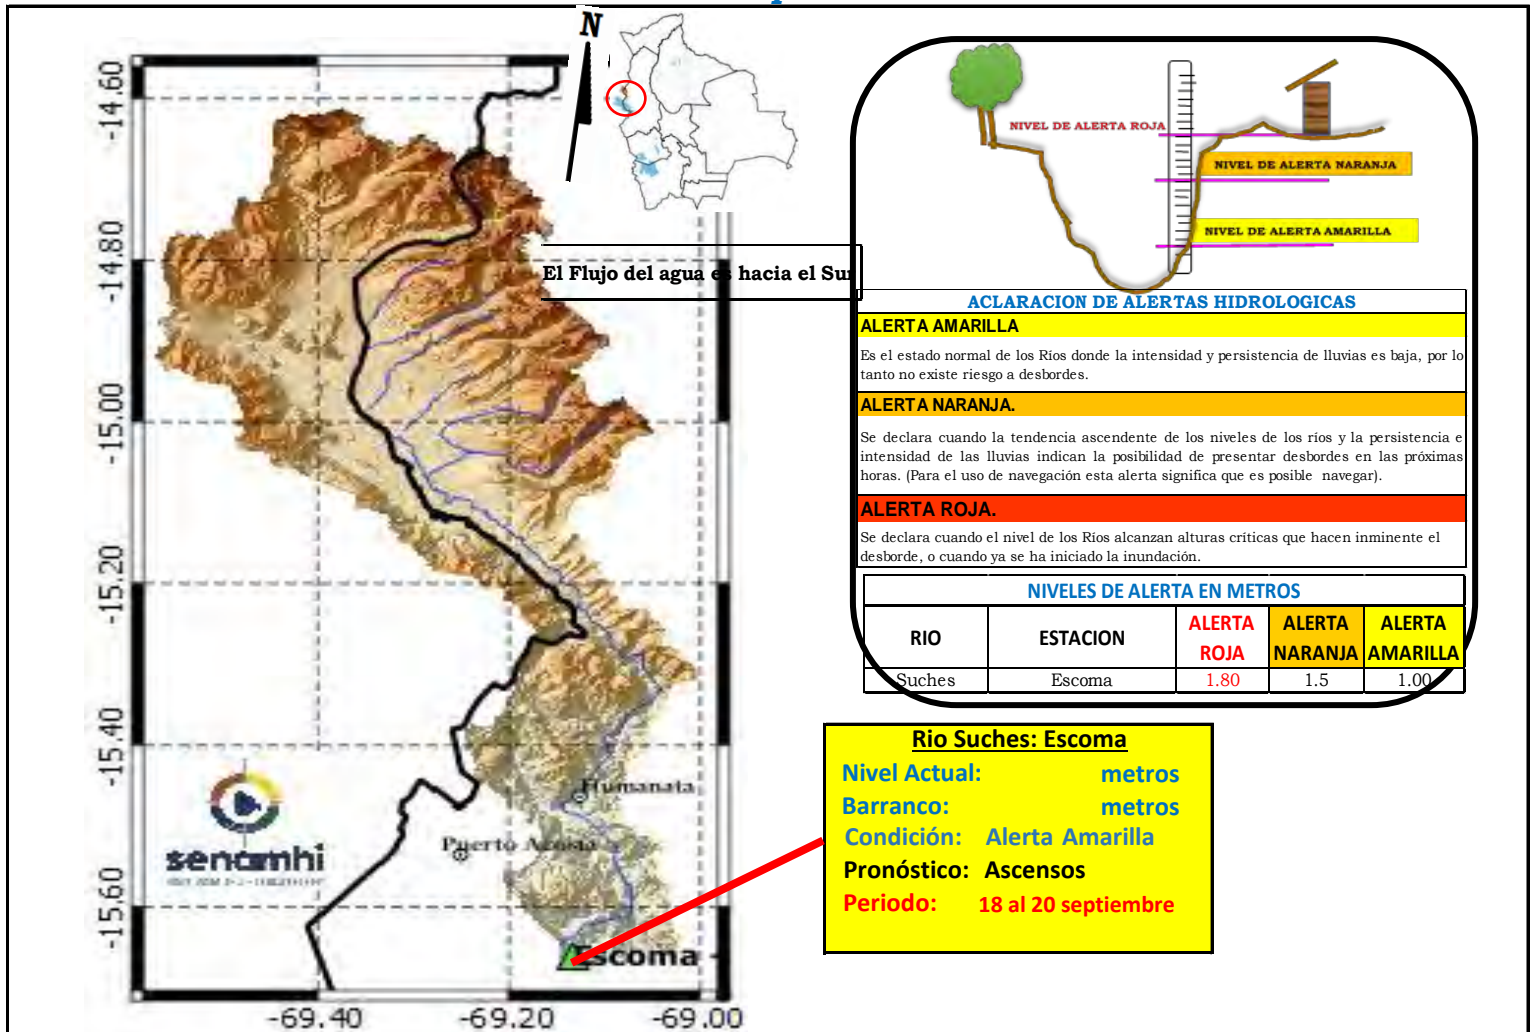 N
-14.60
-14.80
-15.00
-15.20
-15.40
-15.60
-69.40
-69.20
-69.00
El Flujo del agua es hacia el Sur
Humanata
Puerto Acosta
Escoma
senamhi
NIVEL DE ALERTA ROJA
NIVEL DE ALERTA NARANJA
NIVEL DE ALERTA AMARILLA
ACLARACION DE ALERTAS HIDROLOGICAS
ALERTA AMARILLA
Es el estado normal de los Ríos donde la intensidad y persistencia de lluvias es baja, por lo
tanto no existe riesgo a desbordes.
ALERTA NARANJA.
Se declara cuando la tendencia ascendente de los niveles de los ríos y la persistencia e
intensidad de las lluvias indican la posibilidad de presentar desbordes en las próximas
horas. (Para el uso de navegación esta alerta significa que es posible navegar).
ALERTA ROJA.
Se declara cuando el nivel de los Ríos alcanzan alturas críticas que hacen inminente el
desborde, o cuando ya se ha iniciado la inundación.
NIVELES DE ALERTA EN METROS
RIO ESTACION ALERTA ROJA ALERTA NARANJA ALERTA AMARILLA
Suches Escoma 1.80 1.5 1.00
Rio Suches: Escoma
Nivel Actual: metros
Barranco: metros
Condición: Alerta Amarilla
Pronóstico: Ascensos
Periodo: 18 al 20 septiembre